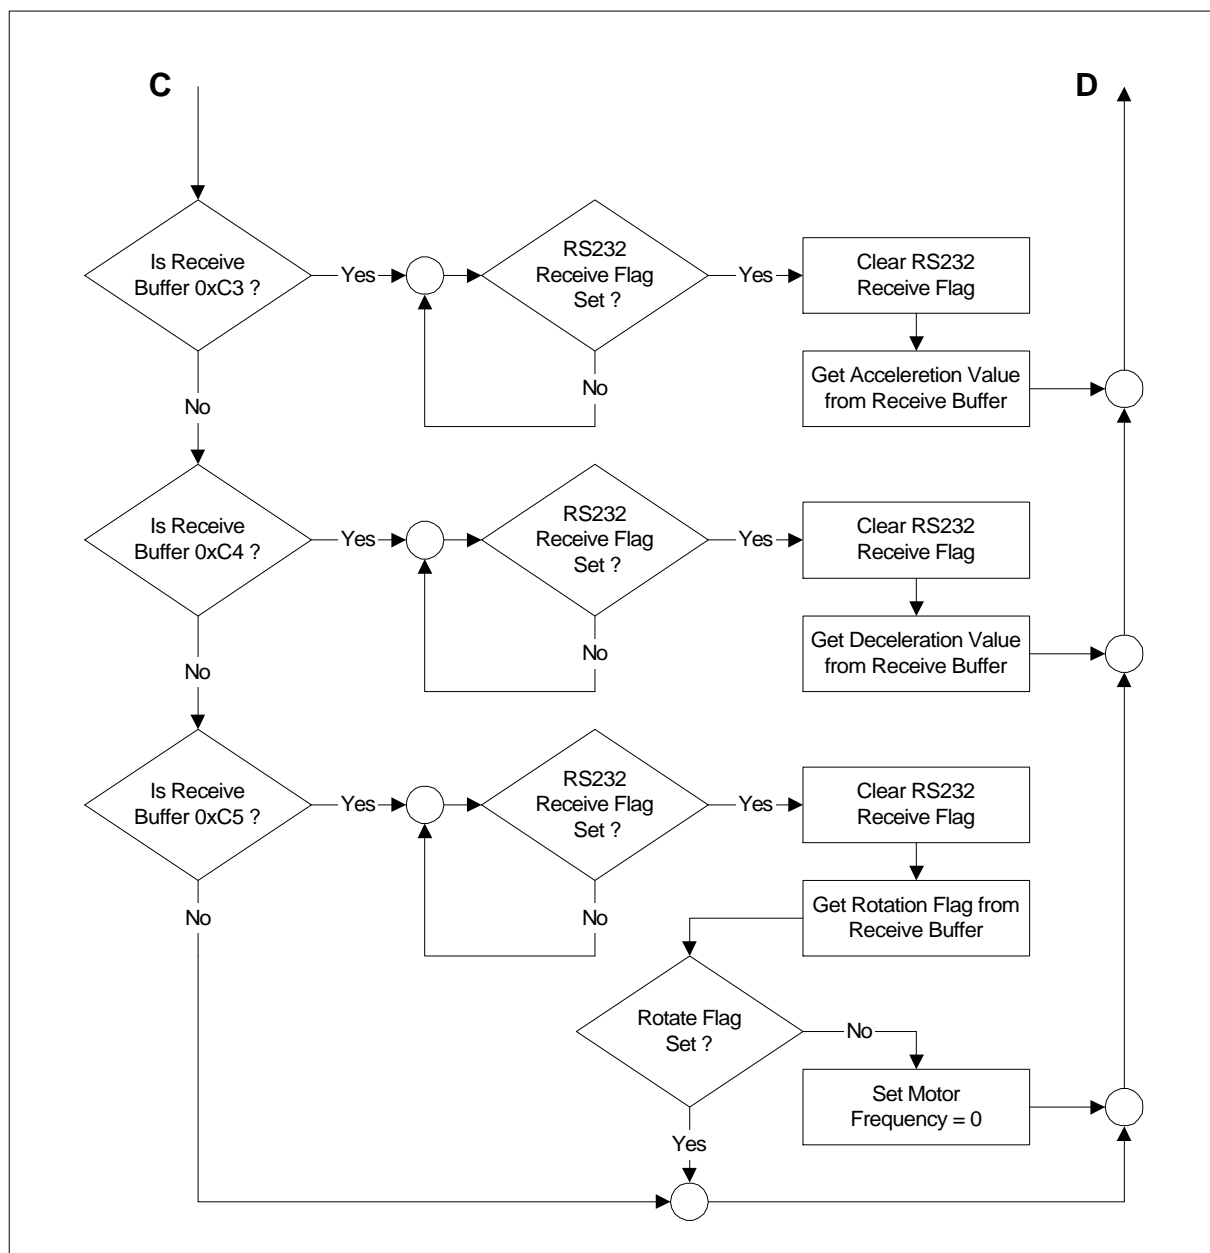 C
D
Is Receive
Buffer 0xC3 ?
Yes
RS232
Receive Flag
Set ?
Yes
Clear RS232
Receive Flag
No
No
Get Acceleretion Value
from Receive Buffer
Is Receive
Buffer 0xC4 ?
Yes
RS232
Receive Flag
Set ?
Yes
Clear RS232
Receive Flag
No
No
Get Deceleration Value
from Receive Buffer
Is Receive
Buffer 0xC5 ?
Yes
RS232
Receive Flag
Set ?
Yes
Clear RS232
Receive Flag
No
No
Get Rotation Flag from
Receive Buffer
Rotate Flag
Set ?
No
Set Motor
Frequency = 0
Yes